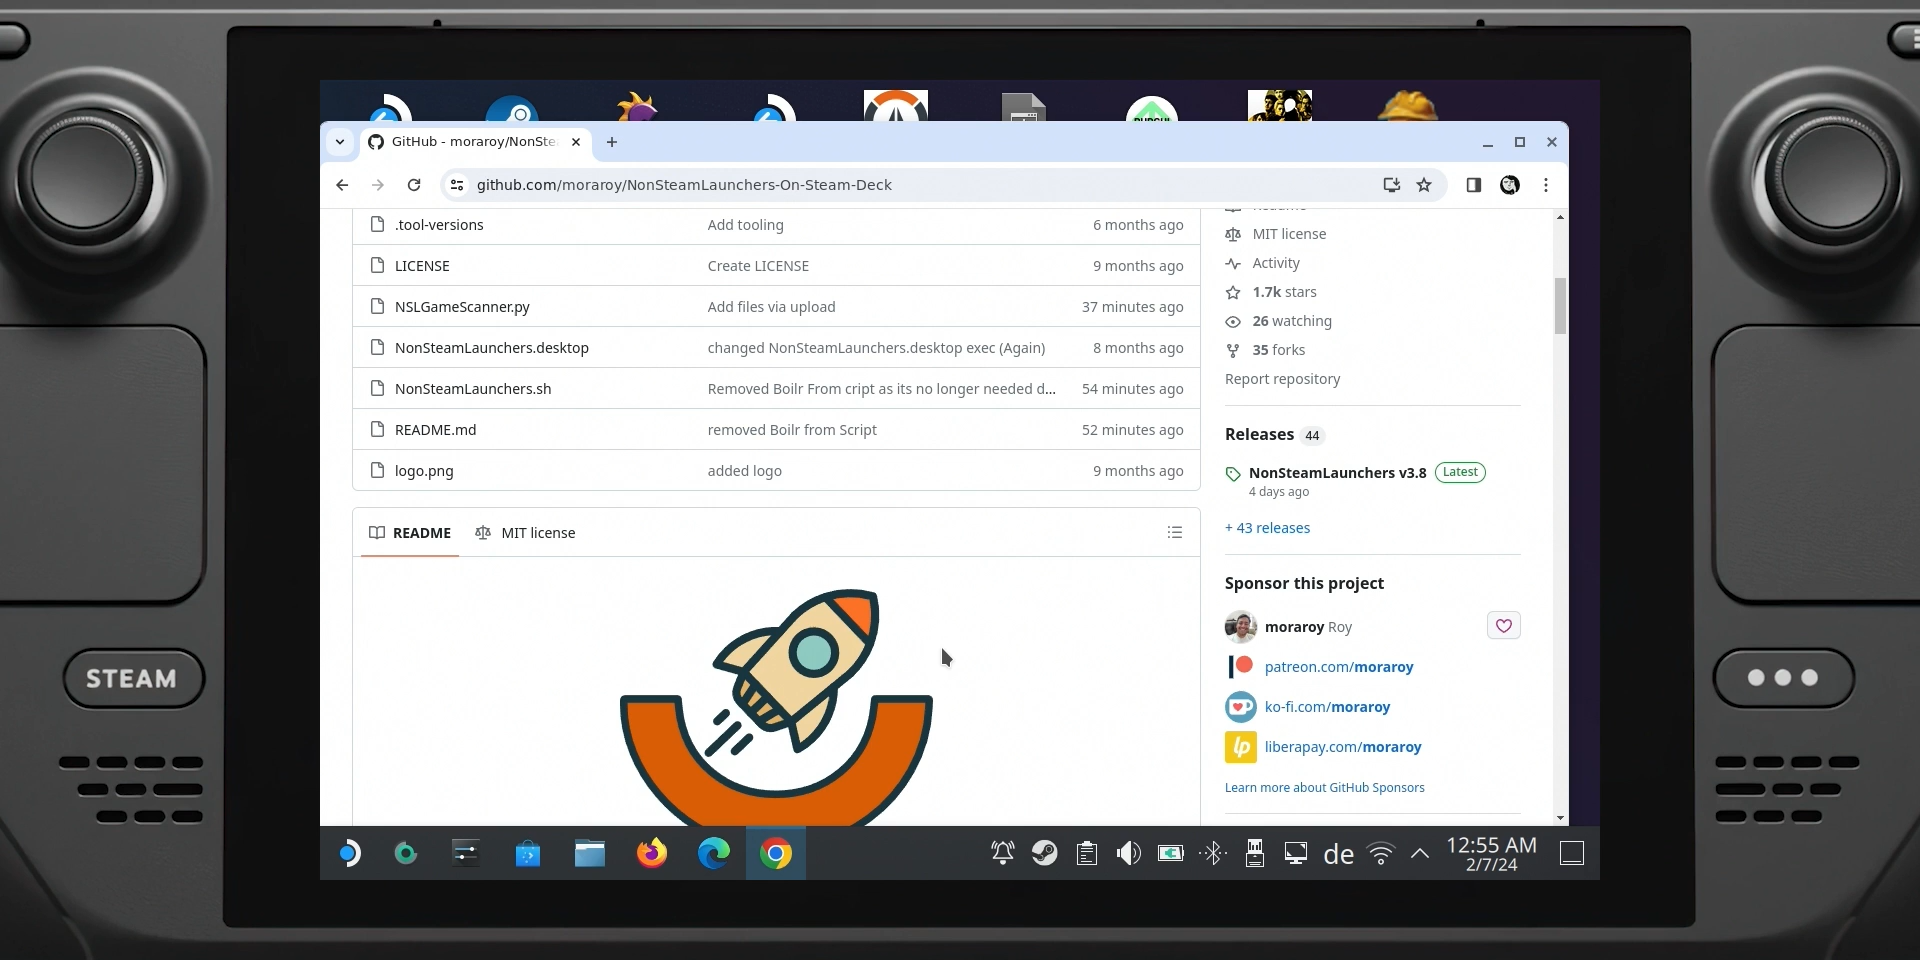 GitHub - moraroy/NonSte
github.com/moraroy/NonSteamLaunchers-On-Steam-Deck
.tool-versions Add tooling 6 months ago
LICENSE Create LICENSE 9 months ago
NSLGameScanner.py Add files via upload 37 minutes ago
NonSteamLaunchers.desktop changed NonSteamLaunchers.desktop exec (Again) 8 months ago
NonSteamLaunchers.sh Removed Boilr From cript as its no longer needed d... 54 minutes ago
README.md removed Boilr from Script 52 minutes ago
logo.png added logo 9 months ago
README MIT license
MIT license
Activity
1.7k stars
26 watching
35 forks
Report repository
Releases 44
NonSteamLaunchers v3.8 Latest
4 days ago
+ 43 releases
Sponsor this project
moraroy Roy
patreon.com/moraroy
ko-fi.com/moraroy
lp liberapay.com/moraroy
Learn more about GitHub Sponsors
STEAM
de 12:55 AM
2/7/24